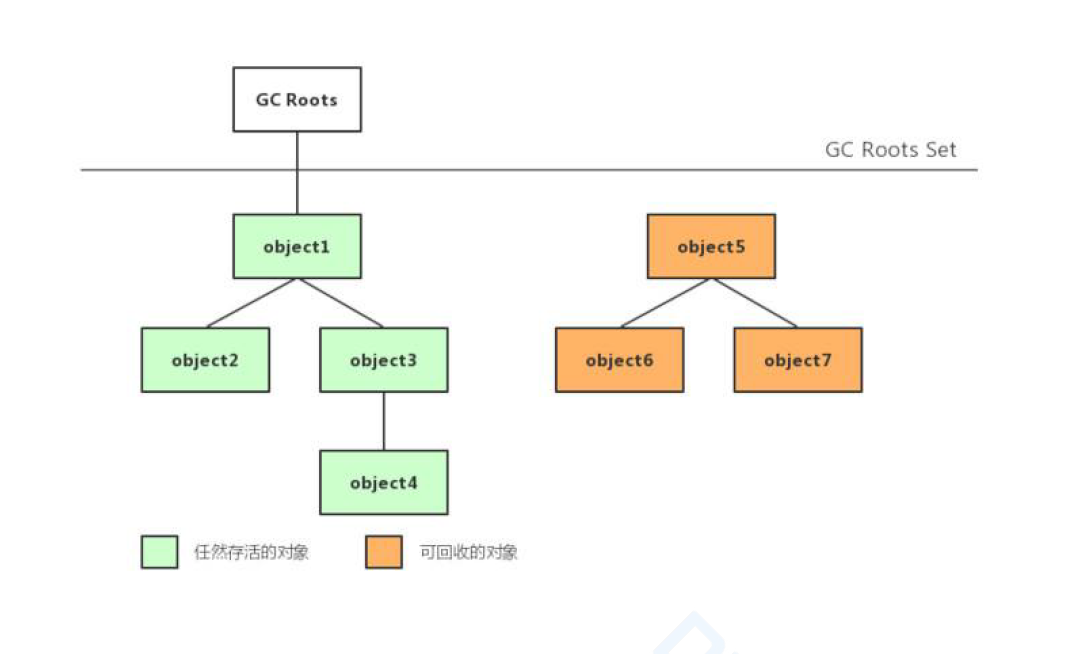 GC Roots
GC Roots Set
object1
object5
object2
object3
object6
object7
object4
任然存活的对象
可回收的对象